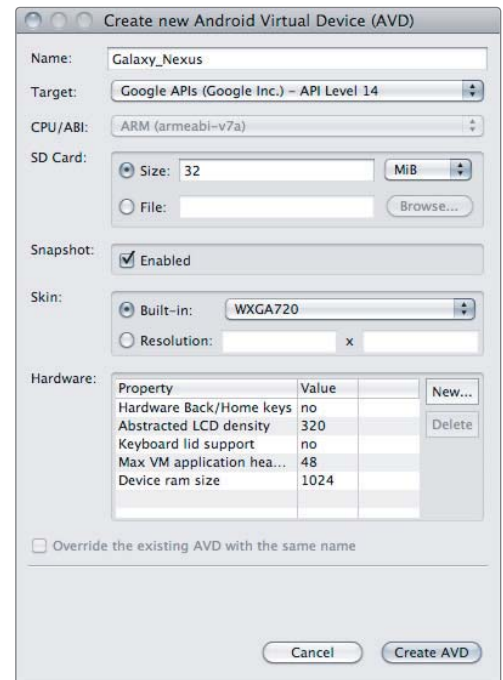 Create new Android Virtual Device (AVD)
Name: Galaxy_Nexus
Target: Google APIs (Google Inc.) – API Level 14
CPU/ABI: ARM (armeabi-v7a)
SD Card:
Size: 32 MiB
File: Browse...
Snapshot:
Enabled
Skin:
Built-in: WXGA720
Resolution: x
Hardware:
Property Value New...
Hardware Back/Home keys no
Abstracted LCD density 320 Delete
Keyboard lid support no
Max VM application hea... 48
Device ram size 1024
Override the existing AVD with the same name
Cancel Create AVD